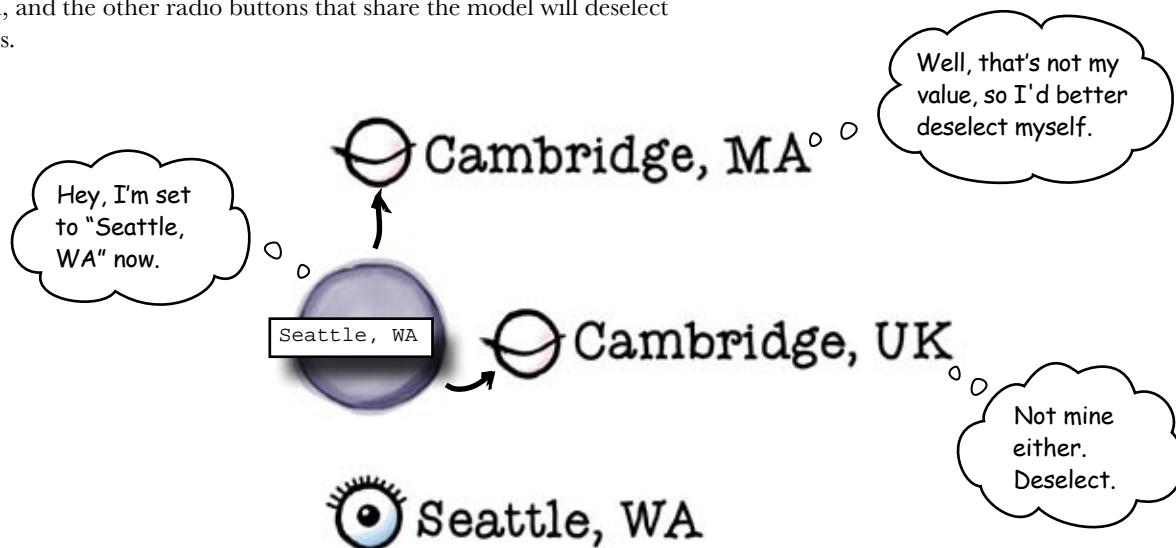 , and the other radio buttons that share the model will deselect
s.
Well, that's not my
value, so I'd better
deselect myself.
Cambridge, MA
Hey, I'm set
to “Seattle,
WA” now.
Seattle, WA
Cambridge, UK
Not mine
either.
Deselect.
Seattle, WA